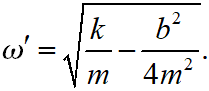 ω′ = √(k/m − b²/4m²).